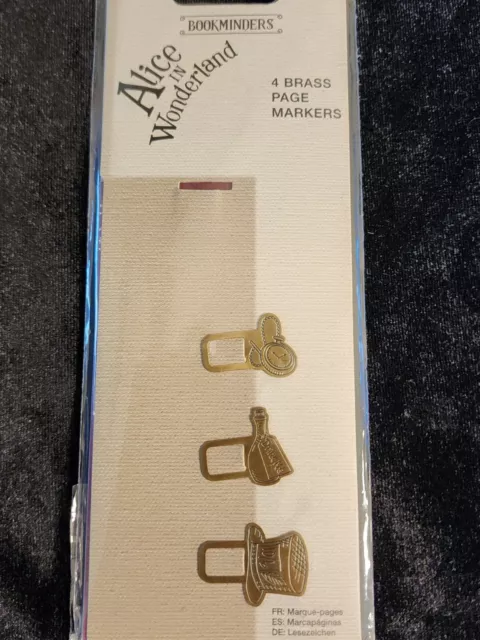 BOOKMINDERS
Alice
IN
Wonderland
4 BRASS
PAGE
MARKERS
FR: Marque-pages
ES: Marcapáginas
DE: Lesezeichen